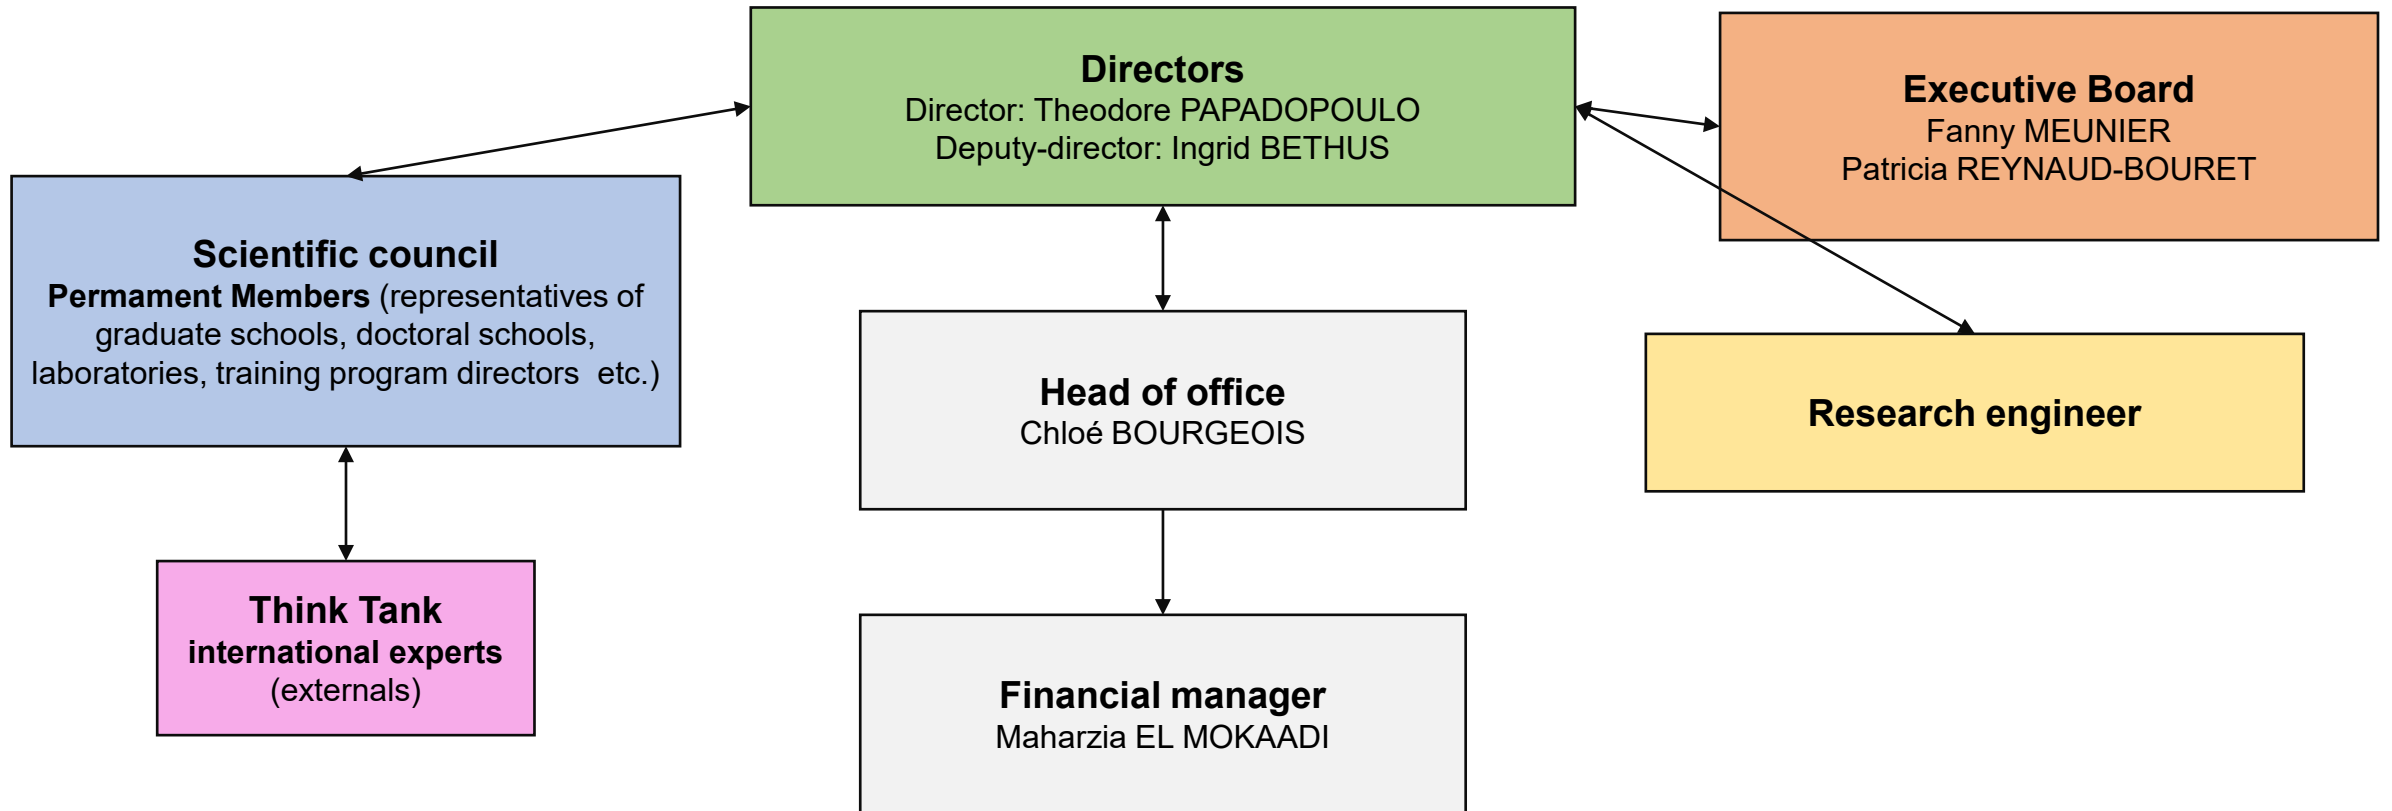 Directors
Director: Theodore PAPADOPOULO
Deputy-director: Ingrid BETHUS
Executive Board
Fanny MEUNIER
Patricia REYNAUD-BOURET
Scientific council
Permament Members (representatives of
graduate schools, doctoral schools,
laboratories, training program directors  etc.)
Head of office
Chloé BOURGEOIS
Research engineer
Think Tank
international experts
(externals)
Financial manager
Maharzia EL MOKAADI